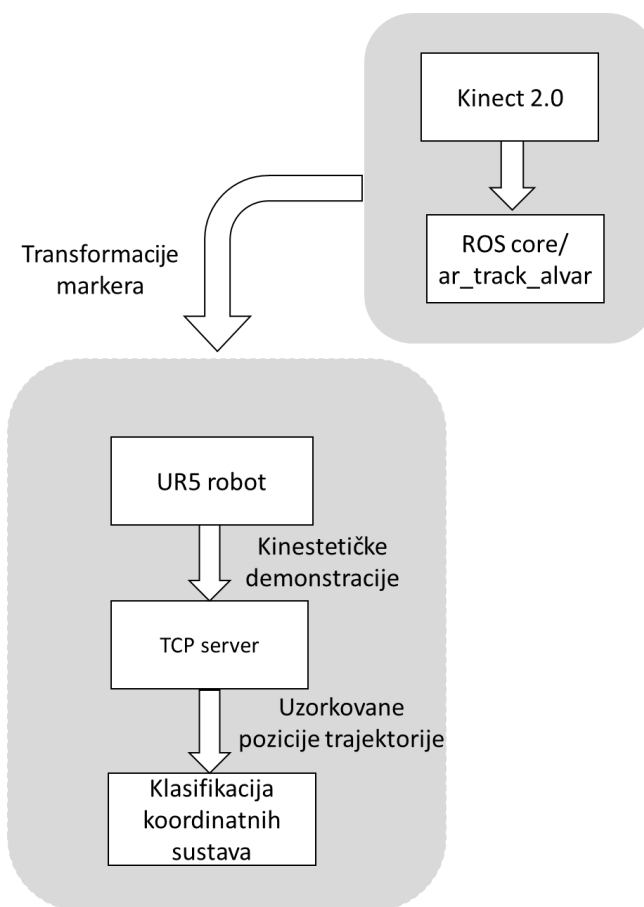 Kinect 2.0
ROS core/
ar_track_alvar
Transformacije
markera
UR5 robot
Kinestetičke
demonstracije
TCP server
Uzorkovane
pozicije trajektorije
Klasifikacija
koordinatnih
sustava